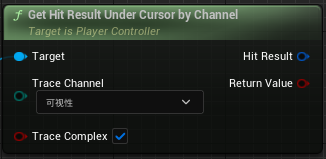 Get Hit Result Under Cursor by Channel
Target is Player Controller
Target
Hit Result
Trace Channel
Return Value
可视性
Trace Complex